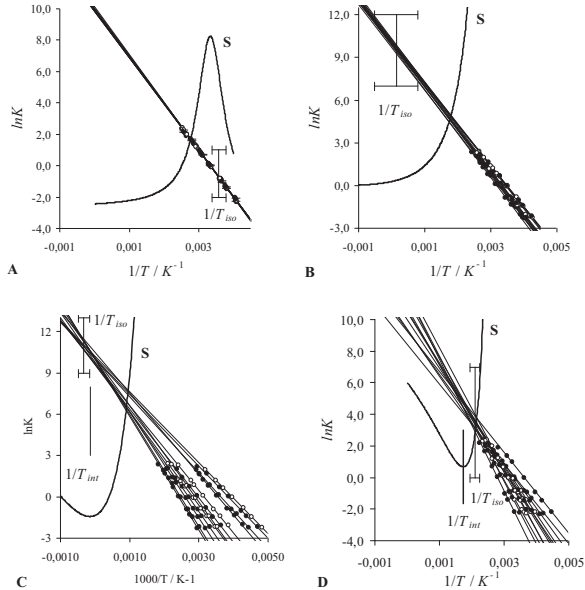 10,0
8,0
6,0
4,0
2,0
0,0
-2,0
-4,0
lnK
S
1/T_iso
-0,001
0,001
0,003
1/T / K^-1
A
12,0
9,0
6,0
3,0
0,0
-3,0
lnK
S
1/T_iso
-0,001
0,001
0,003
0,005
1/T / K^-1
B
12
9
6
3
0
-3
lnK
1/T_iso
S
1/T_int
-0.0010
0.0010
0.0030
0.0050
1000/T / K-1
C
10,0
8,0
6,0
4,0
2,0
0,0
-2,0
-4,0
lnK
S
1/T_iso
1/T_int
-0,001
0,001
0,003
0,005
1/T / K^-1
D